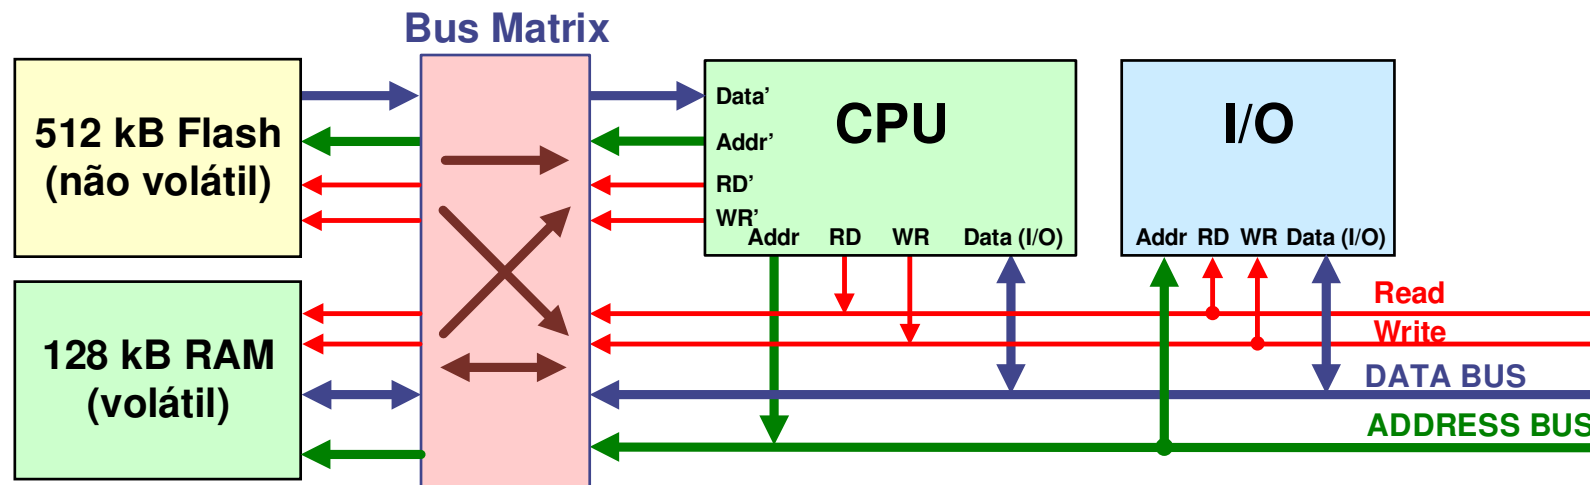 Bus Matrix
512 kB Flash
(não volátil)
128 kB RAM
(volátil)
CPU
Data’
Addr’
RD’
WR’
Addr RD WR Data (I/O)
I/O
Addr RD WR Data (I/O)
Read
Write
DATA BUS
ADDRESS BUS